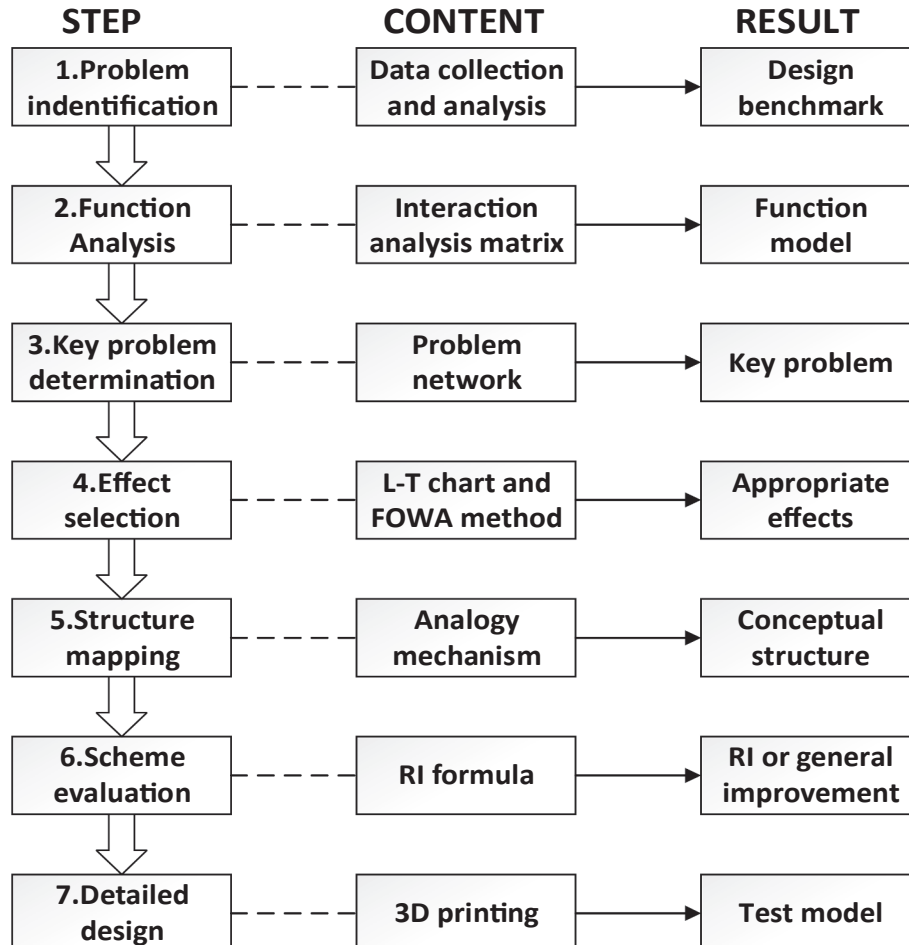 STEP CONTENT RESULT
1.Problem indentification
Data collection and analysis
Design benchmark
2.Function Analysis
Interaction analysis matrix
Function model
3.Key problem determination
Problem network
Key problem
4.Effect selection
L-T chart and FOWA method
Appropriate effects
5.Structure mapping
Analogy mechanism
Conceptual structure
6.Scheme evaluation
RI formula
RI or general improvement
7.Detailed design
3D printing
Test model